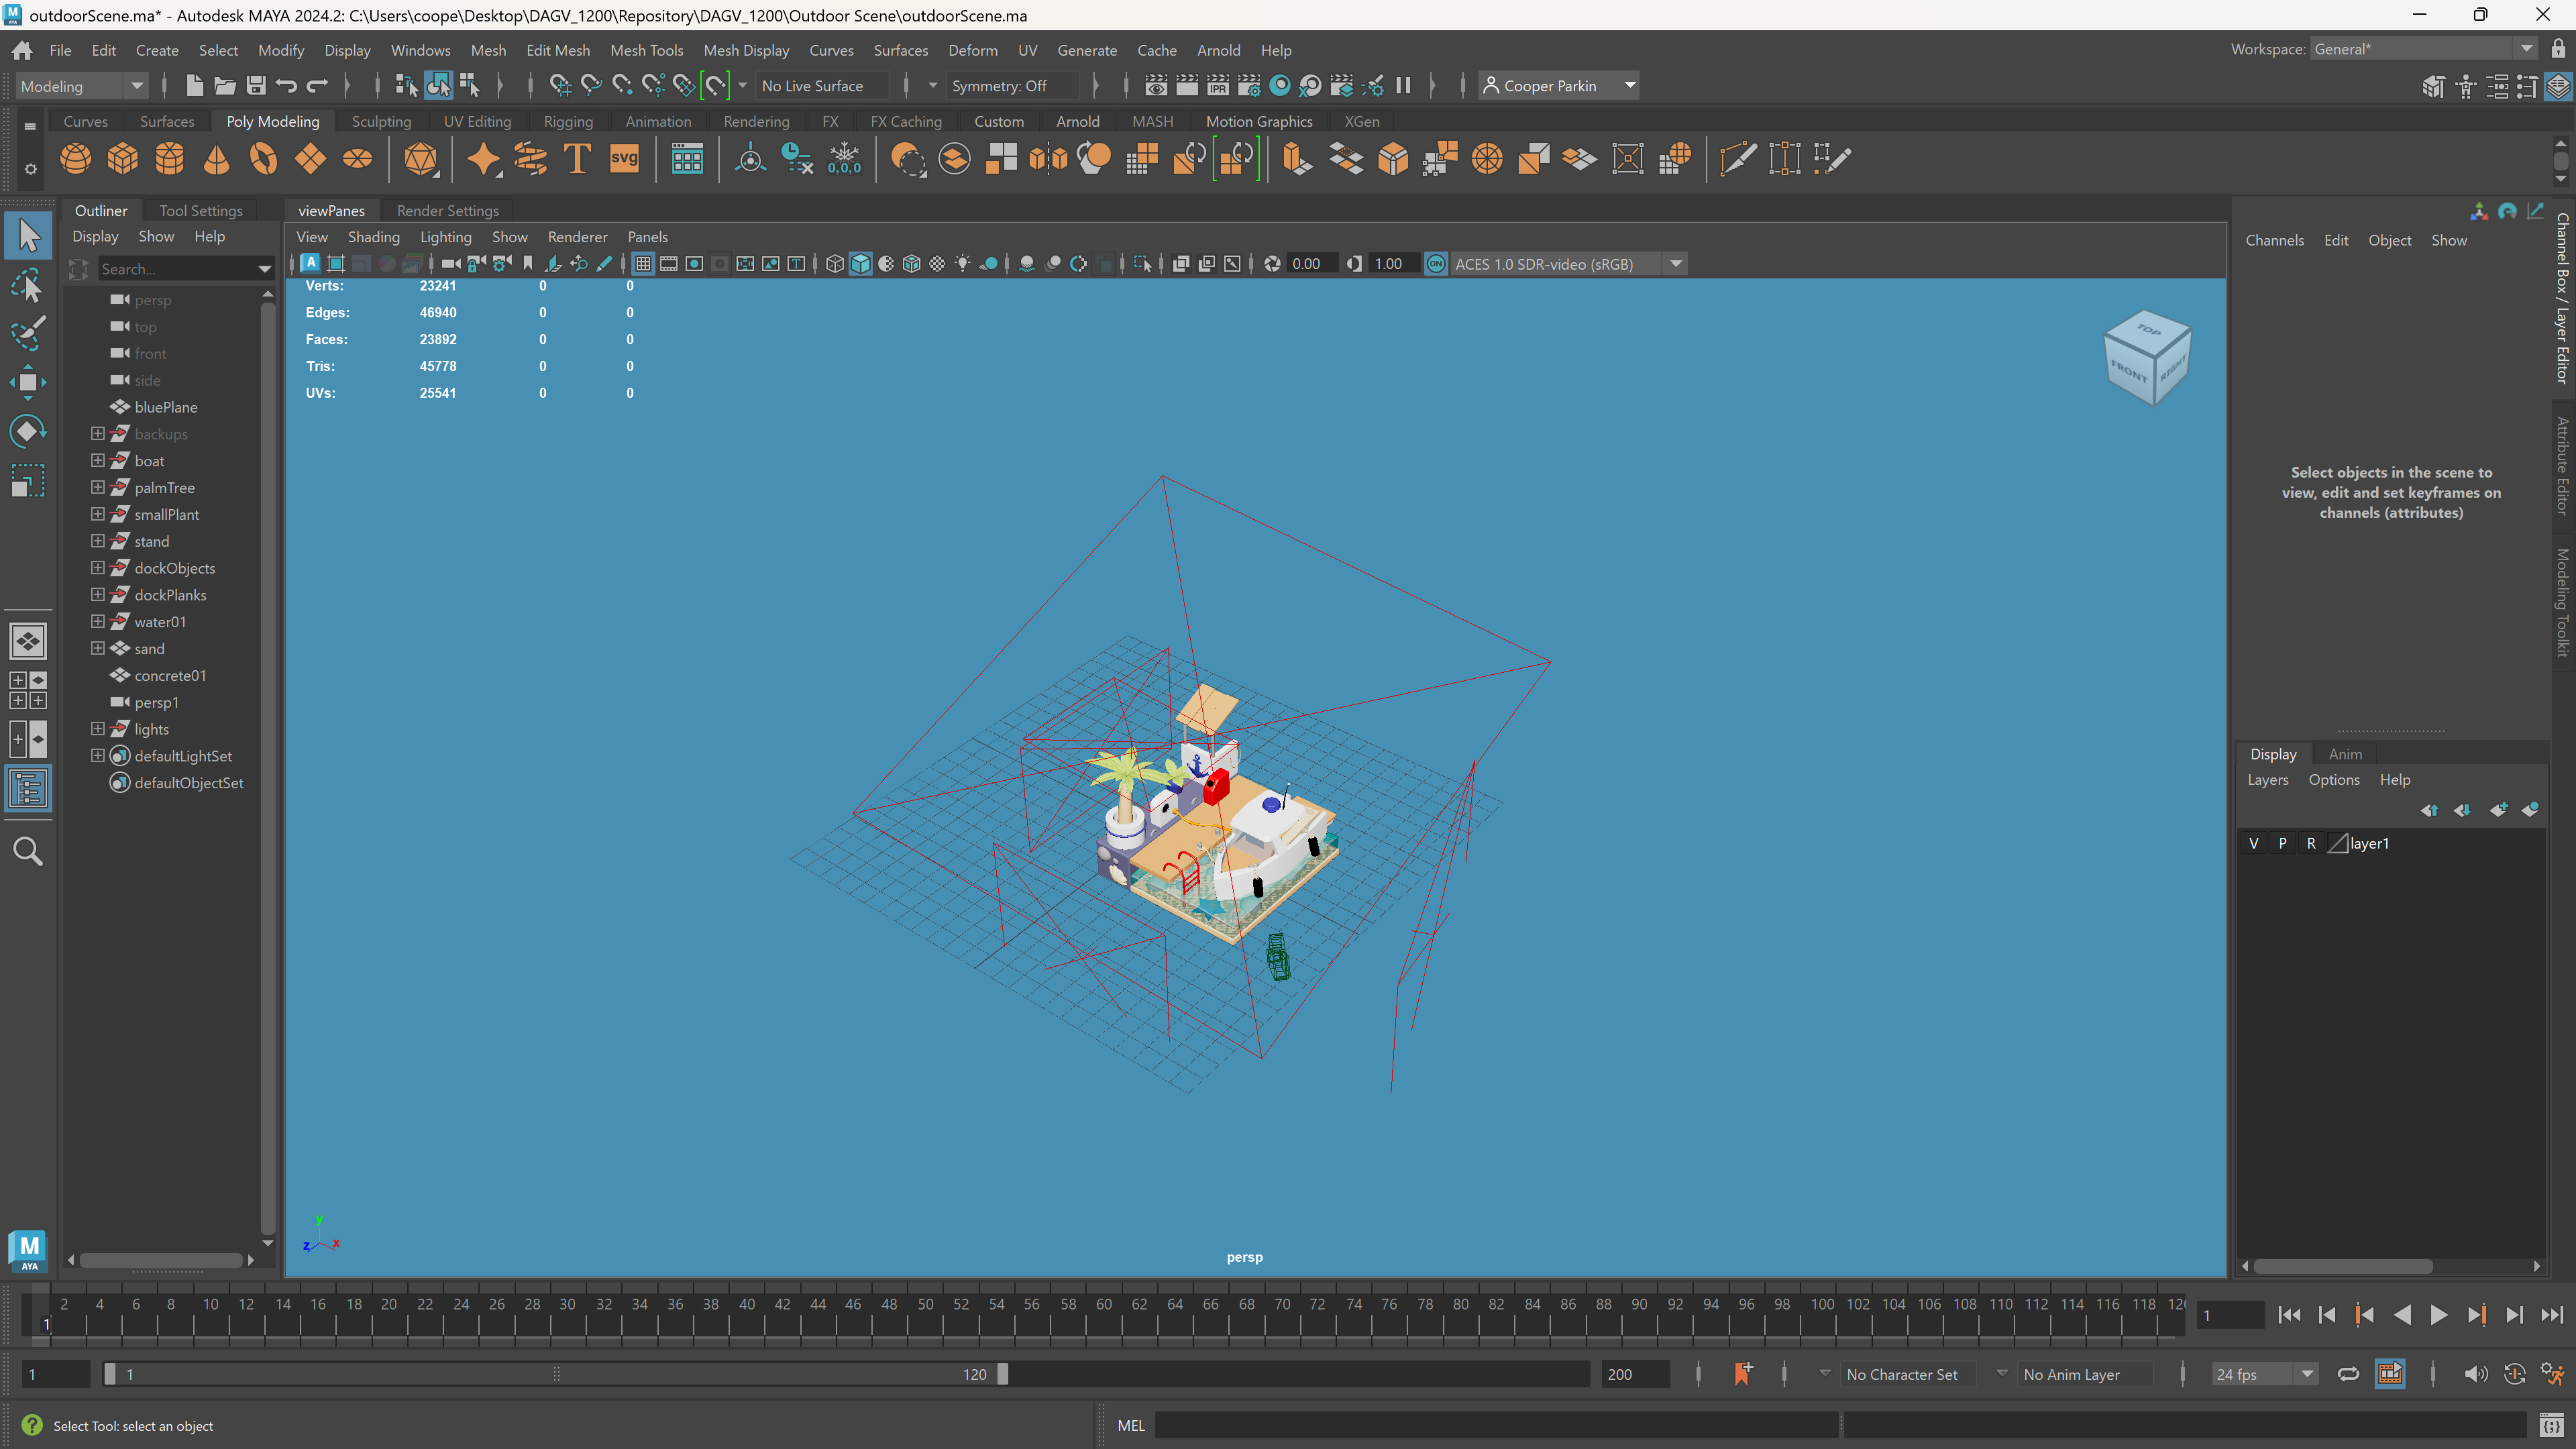 outdoorScene.ma* - Autodesk MAYA 2024.2: C:\Users\coope\Desktop\DAGV_1200\Repository\DAGV_1200\Outdoor Scene\outdoorScene.ma
File Edit Create Select Modify Display Windows Mesh Edit Mesh Mesh Tools Mesh Display Curves Surfaces Deform UV Generate Cache Arnold Help
Workspace: General*
Modeling
No Live Surface
Symmetry: Off
IPR
Cooper Parkin
Curves Surfaces Poly Modeling Sculpting UV Editing Rigging Animation Rendering FX FX Caching Custom Arnold MASH Motion Graphics XGen
T
svg
0,0,0
Outliner Tool Settings
Display Show Help
Search...
persp
top
front
side
bluePlane
backups
boat
palmTree
smallPlant
stand
dockObjects
dockPlanks
water01
sand
concrete01
persp1
lights
defaultLightSet
defaultObjectSet
viewPanes Render Settings
View Shading Lighting Show Renderer Panels
0.00
1.00
ON
ACES 1.0 SDR-video (sRGB)
Verts: 23241 0 0
Edges: 46940 0 0
Faces: 23892 0 0
Tris: 45778 0 0
UVs: 25541 0 0
TOP
FRONT
RIGHT
y
z
x
persp
Channels Edit Object Show
Select objects in the scene to
view, edit and set keyframes on
channels (attributes)
Channel Box / Layer Editor
Attribute Editor
Modeling Toolkit
Display Anim
Layers Options Help
V P R layer1
M
AYA
2 4 6 8 10 12 14 16 18 20 22 24 26 28 30 32 34 36 38 40 42 44 46 48 50 52 54 56 58 60 62 64 66 68 70 72 74 76 78 80 82 84 86 88 90 92 94 96 98 100 102 104 106 108 110 112 114 116 118
1
1
1
1
120
200
No Character Set
No Anim Layer
24 fps
Select Tool: select an object
MEL